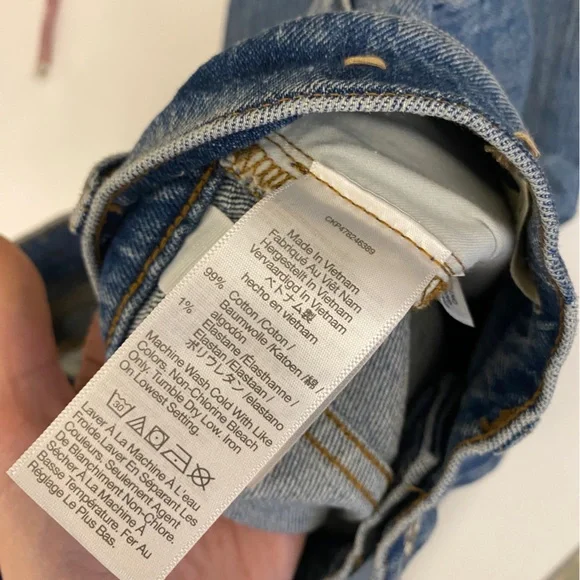 CKP478246389
Made In Vietnam
Fabriqué Au Viêt Nam
Hergestellt In Vietnam
Vervaardigd In Vietnam
ベトナム製
hecho en vietnam
99% Cotton /Coton/
Baumwolle /Katoen /綿 /
algodón
1% Elastane /Élasthanne /
Elastan /Elastaan /
ポリウレタン /elastano
Machine Wash Cold With Like
Colors. Non-Chlorine Bleach
Only. Tumble Dry Low. Iron
On Lowest Setting.
30
Laver À La Machine À L'eau
Froide.Laver En Séparant Les
Couleurs. Seulement Agent
De Blanchiment Non-Chlore.
Sécher À La Machine À
Basse Température. Fer Au
Réglage Le Plus Bas.